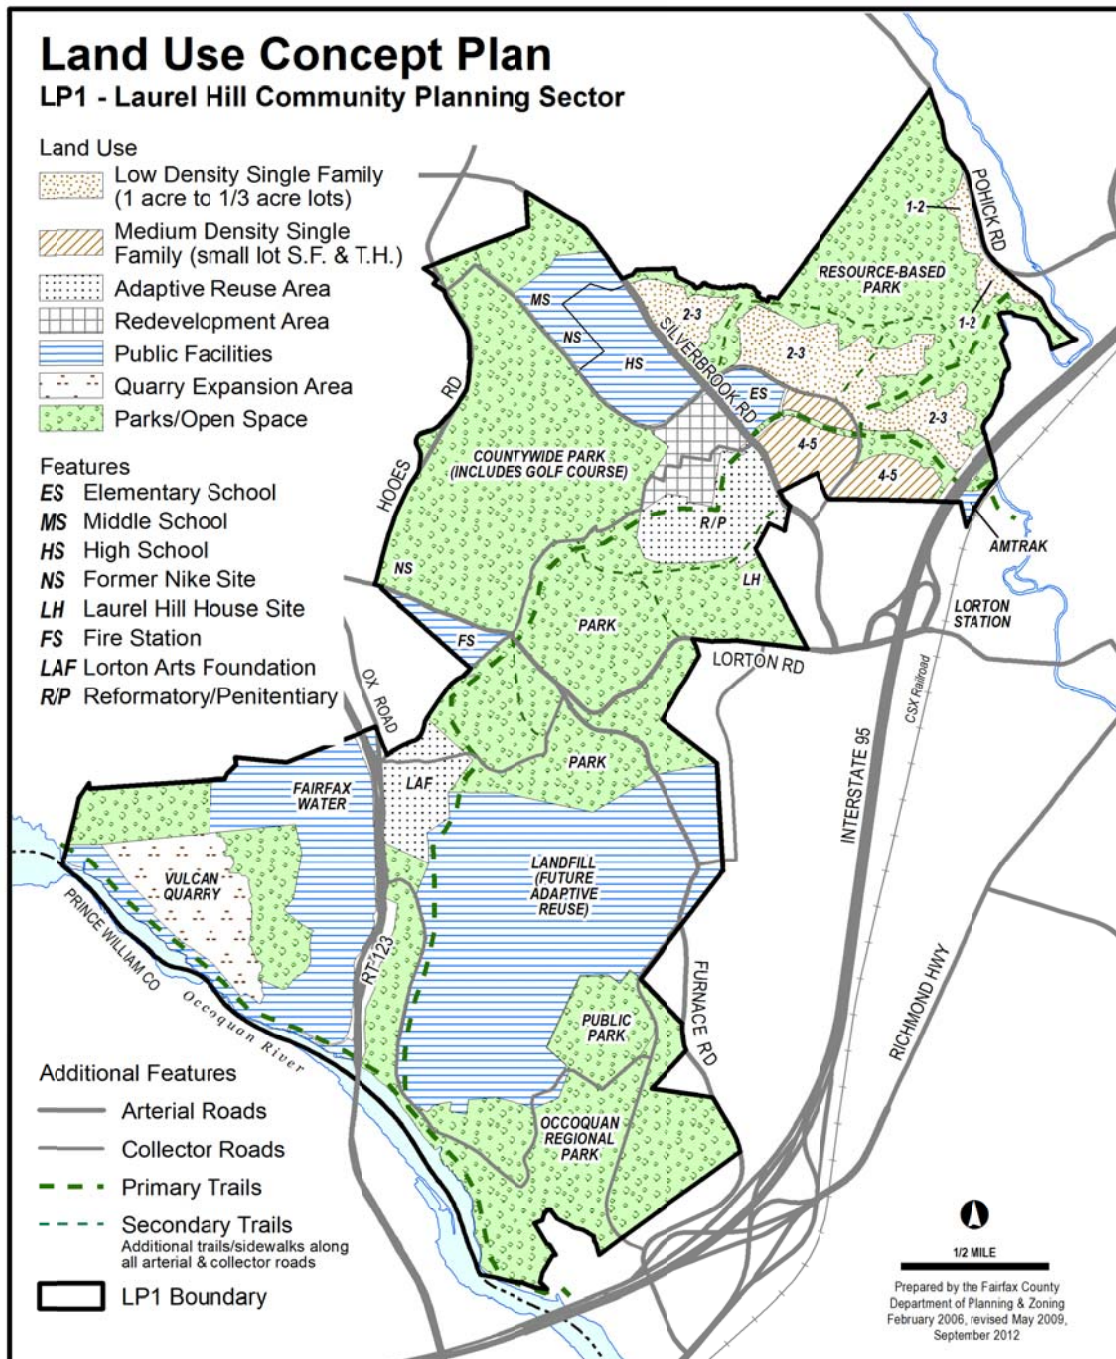 Land Use Concept Plan
LP1 - Laurel Hill Community Planning Sector
Land Use
Low Density Single Family
(1 acre to 1/3 acre lots)
Medium Density Single
Family (small lot S.F. & T.H.)
Adaptive Reuse Area
Redevelopment Area
Public Facilities
Quarry Expansion Area
Parks/Open Space
Features
ES Elementary School
MS Middle School
HS High School
NS Former Nike Site
LH Laurel Hill House Site
FS Fire Station
LAF Lorton Arts Foundation
R/P Reformatory/Penitentiary
POHICK RD
1-2
RESOURCE-BASED
PARK
1-2
MS
NS
HS
2-3
SILVERBROOK RD
2-3
ES
2-3
4-5
4-5
HOOES RD
COUNTYWIDE PARK
(INCLUDES GOLF COURSE)
R/P
AMTRAK
NS
LH
LORTON
STATION
PARK
FS
LORTON RD
CSX Railroad
OX ROAD
PARK
LAF
INTERSTATE 95
FAIRFAX
WATER
VULCAN
QUARRY
LANDFILL
(FUTURE
ADAPTIVE
REUSE)
PRINCE WILLIAM CO
RT 123
Occoquan River
FURNACE RD
RICHMOND HWY
PUBLIC
PARK
OCCOQUAN
REGIONAL
PARK
Additional Features
Arterial Roads
Collector Roads
Primary Trails
Secondary Trails
Additional trails/sidewalks along
all arterial & collector roads
LP1 Boundary
1/2 MILE
Prepared by the Fairfax County
Department of Planning & Zoning
February 2006, revised May 2009,
September 2012